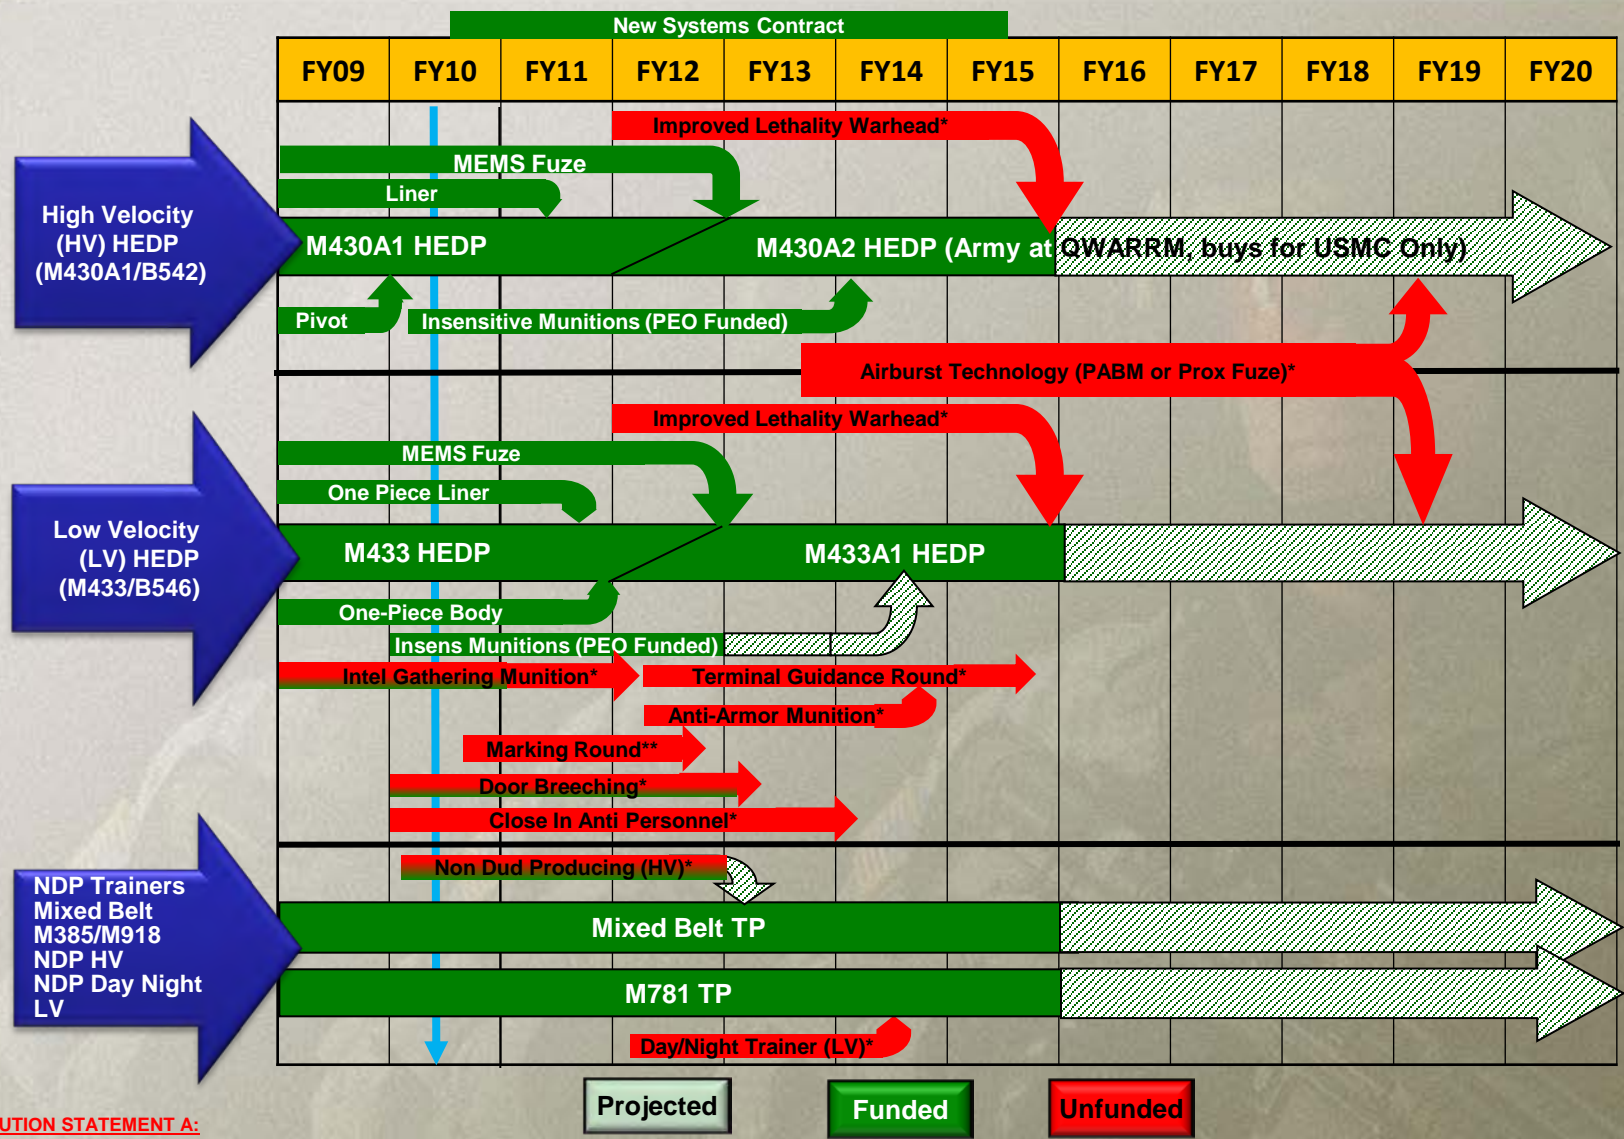 New Systems Contract
FY09 FY10 FY11 FY12 FY13 FY14 FY15 FY16 FY17 FY18 FY19 FY20
Improved Lethality Warhead*
MEMS Fuze
Liner
High Velocity
(HV) HEDP
(M430A1/B542)
M430A1 HEDP
M430A2 HEDP (Army at QWARRM, buys for USMC Only)
Pivot
Insensitive Munitions (PEO Funded)
Airburst Technology (PABM or Prox Fuze)*
Improved Lethality Warhead*
MEMS Fuze
One Piece Liner
Low Velocity
(LV) HEDP
(M433/B546)
M433 HEDP
M433A1 HEDP
One-Piece Body
Insens Munitions (PEO Funded)
Intel Gathering Munition*
Terminal Guidance Round*
Anti-Armor Munition*
Marking Round**
Door Breeching*
Close In Anti Personnel*
Non Dud Producing (HV)*
NDP Trainers
Mixed Belt
M385/M918
NDP HV
NDP Day Night
LV
Mixed Belt TP
M781 TP
Day/Night Trainer (LV)*
Projected
Funded
Unfunded
UTION STATEMENT A: